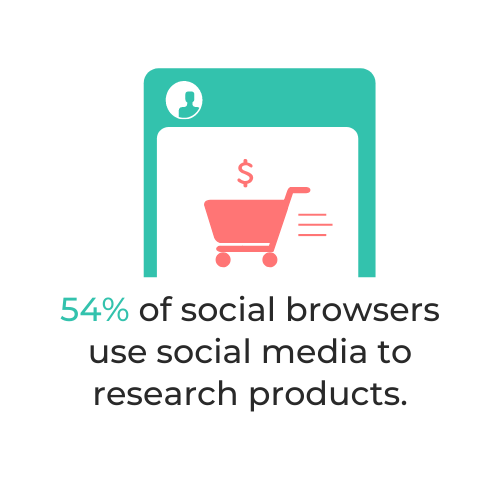 $
54% of social browsers
use social media to
research products.